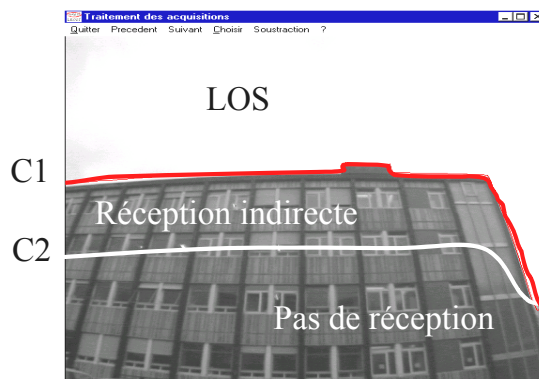 Traitement des acquisitions
Quitter Precedent Suivant Choisir Soustraction ?
LOS
C1
Réception indirecte
C2
Pas de réception